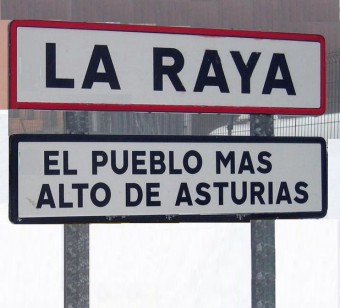 LA RAYA
EL PUEBLO MAS
ALTO DE ASTURIAS